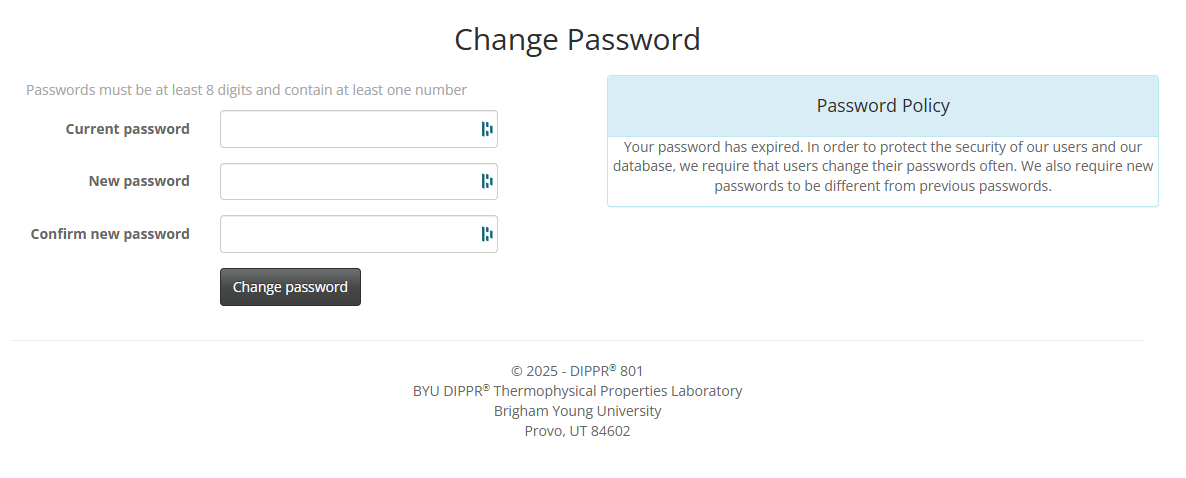 Change Password
Passwords must be at least 8 digits and contain at least one number
Current password
New password
Confirm new password
Change password
Password Policy
Your password has expired. In order to protect the security of our users and our
database, we require that users change their passwords often. We also require new
passwords to be different from previous passwords.
© 2025 - DIPPR® 801
BYU DIPPR® Thermophysical Properties Laboratory
Brigham Young University
Provo, UT 84602